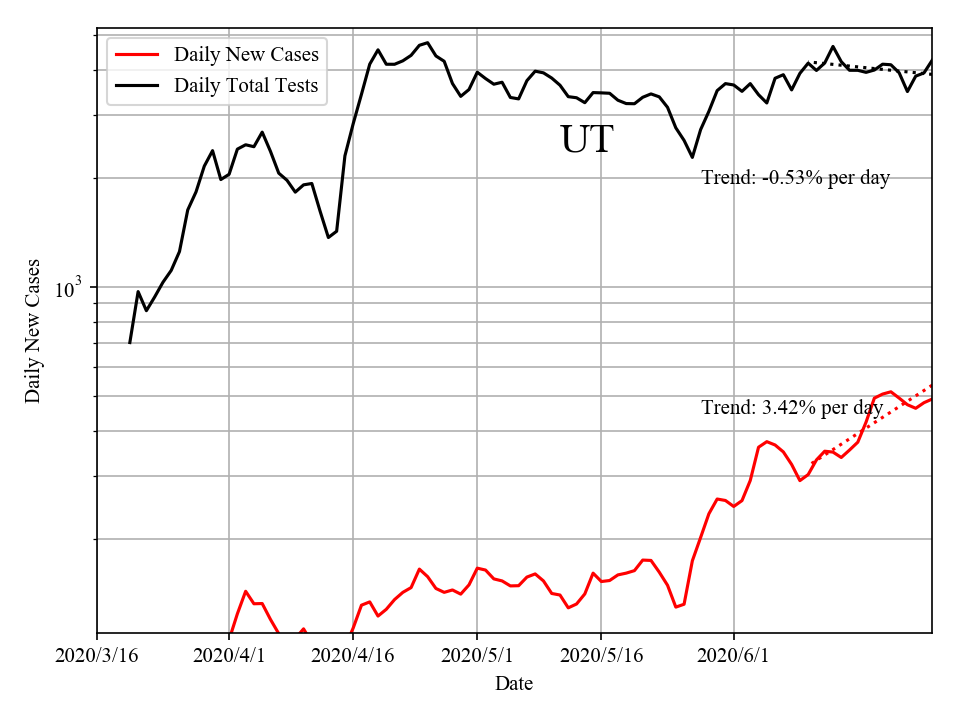 Daily New Cases
Daily Total Tests
UT
Trend: -0.53% per day
Trend: 3.42% per day
10³
Daily New Cases
2020/3/16 2020/4/1 2020/4/16 2020/5/1 2020/5/16 2020/6/1
Date